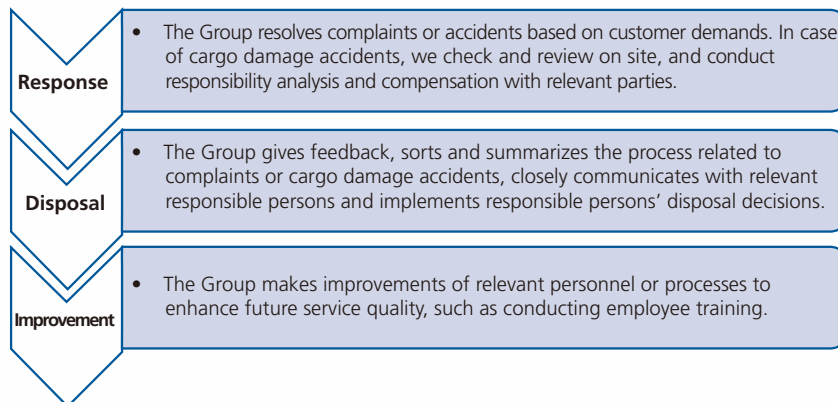 Response
• The Group resolves complaints or accidents based on customer demands. In case
of cargo damage accidents, we check and review on site, and conduct
responsibility analysis and compensation with relevant parties.
Disposal
• The Group gives feedback, sorts and summarizes the process related to
complaints or cargo damage accidents, closely communicates with relevant
responsible persons and implements responsible persons’ disposal decisions.
Improvement
• The Group makes improvements of relevant personnel or processes to
enhance future service quality, such as conducting employee training.